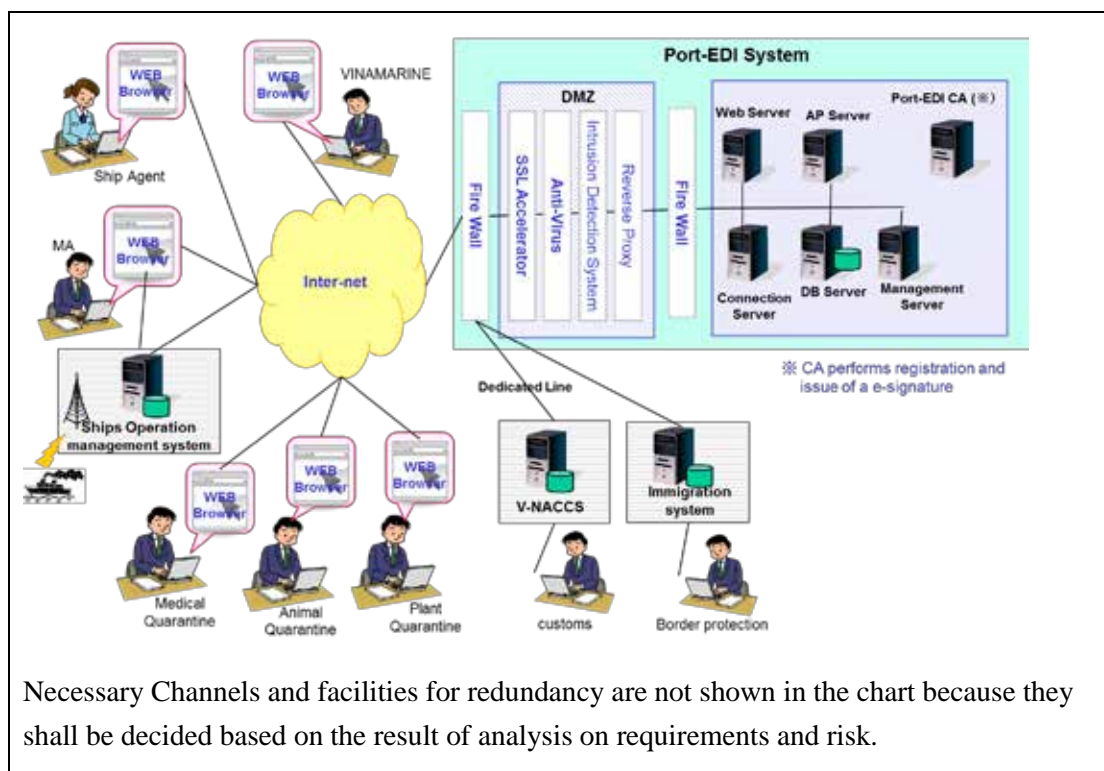 Port-EDI System
WEB
Browser
Ship Agent
WEB
Browser
VINAMARINE
MA
WEB
Browser
Inter-net
Ships Operation
management system
WEB
Browser
Medical
Quarantine
WEB
Browser
Animal
Quarantine
WEB
Browser
Plant
Quarantine
Fire Wall
DMZ
SSL Accelerator
Anti-Virus
Intrusion Detection System
Reverse Proxy
Fire Wall
Web Server
AP Server
Port-EDI CA (※)
Connection
Server
DB Server
Management
Server
※ CA performs registration and
issue of a e-signature
Dedicated Line
V-NACCS
Immigration
system
customs
Border protection
Necessary Channels and facilities for redundancy are not shown in the chart because they
shall be decided based on the result of analysis on requirements and risk.